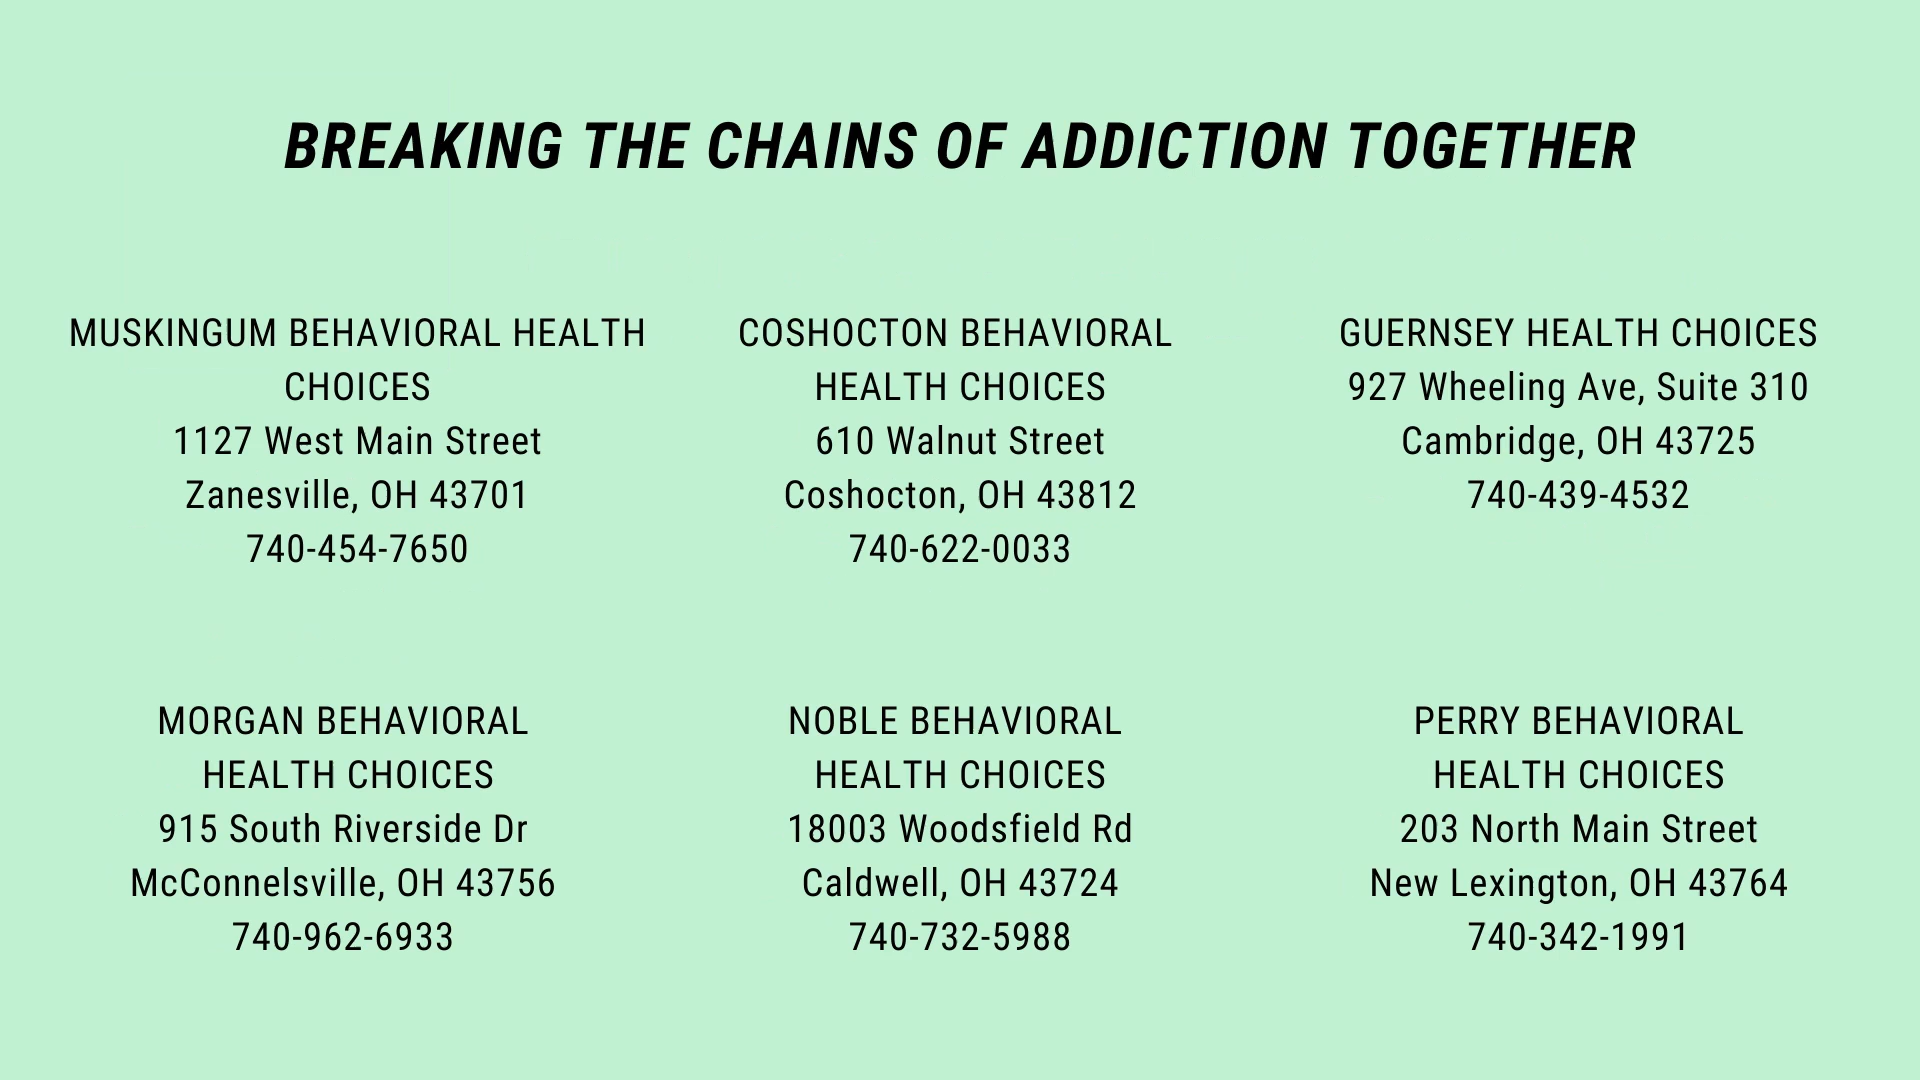 BREAKING THE CHAINS OF ADDICTION TOGETHER
MUSKINGUM BEHAVIORAL HEALTH
CHOICES
1127 West Main Street
Zanesville, OH 43701
740-454-7650
COSHOCTON BEHAVIORAL
HEALTH CHOICES
610 Walnut Street
Coshocton, OH 43812
740-622-0033
GUERNSEY HEALTH CHOICES
927 Wheeling Ave, Suite 310
Cambridge, OH 43725
740-439-4532
MORGAN BEHAVIORAL
HEALTH CHOICES
915 South Riverside Dr
McConnelsville, OH 43756
740-962-6933
NOBLE BEHAVIORAL
HEALTH CHOICES
18003 Woodsfield Rd
Caldwell, OH 43724
740-732-5988
PERRY BEHAVIORAL
HEALTH CHOICES
203 North Main Street
New Lexington, OH 43764
740-342-1991